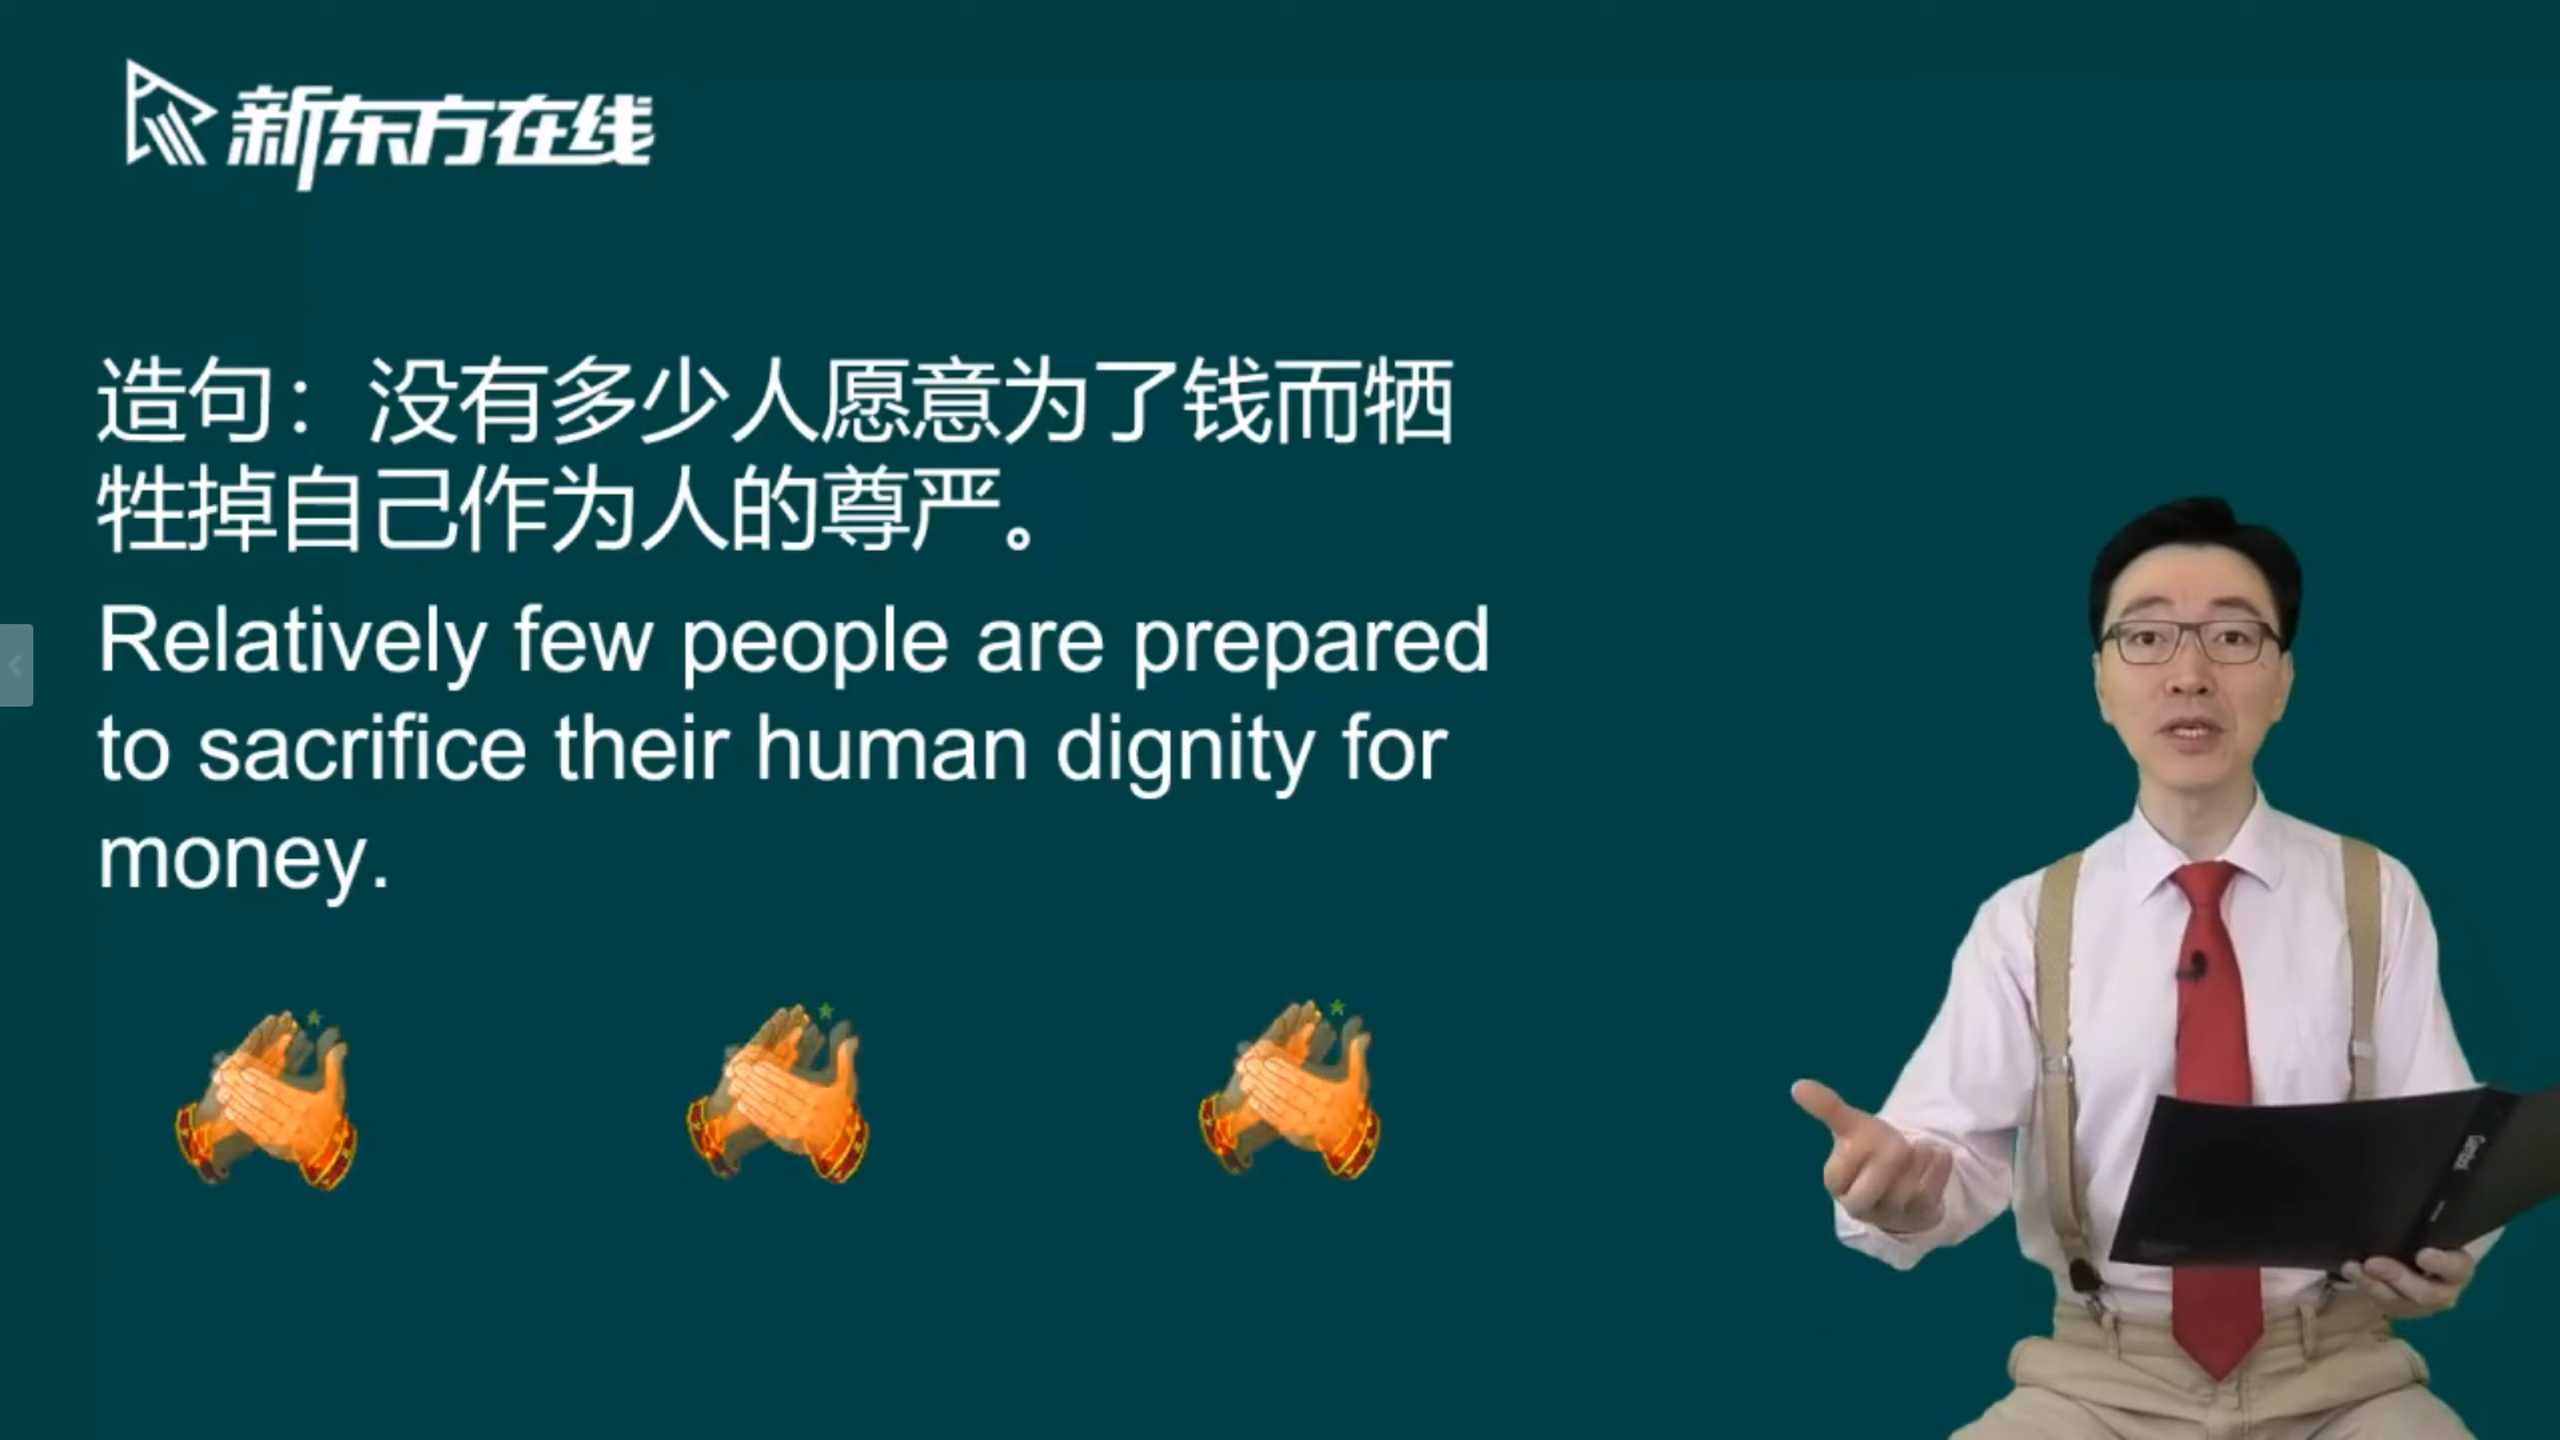 新东方在线
造句：没有多少人愿意为了钱而牺
牲掉自己作为人的尊严。
Relatively few people are prepared
to sacrifice their human dignity for
money.